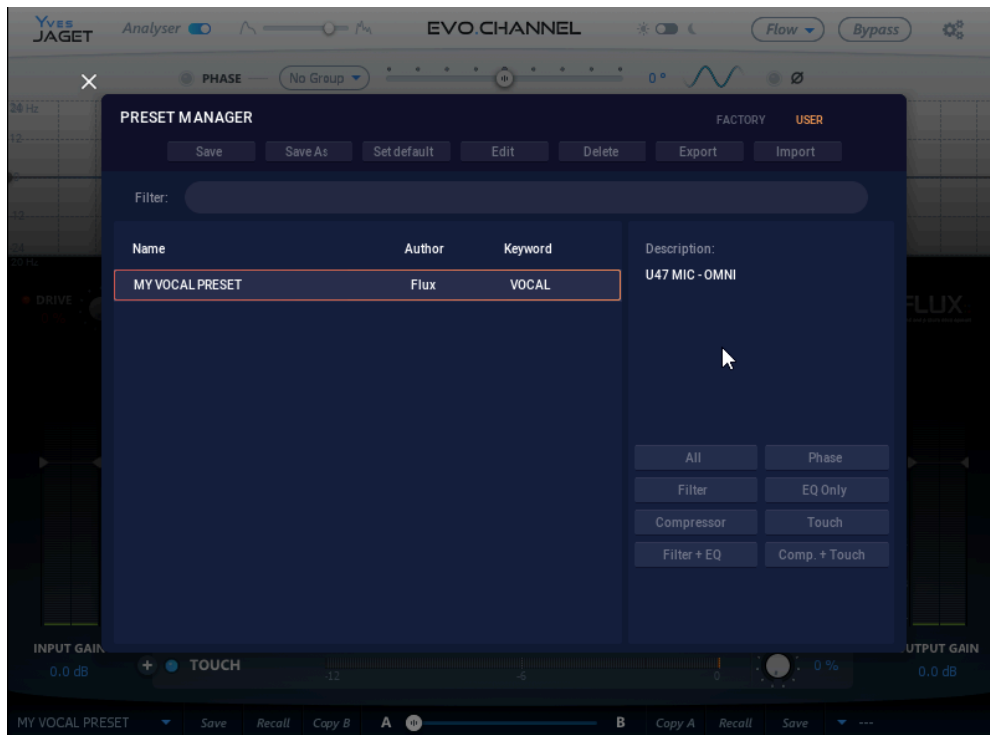 YVES JAGET Analyser EVO.CHANNEL Flow Bypass
PHASE No Group 0 ° Ø
PRESET MANAGER FACTORY USER
Save Save As Set default Edit Delete Export Import
Filter:
Name Author Keyword Description:
MY VOCAL PRESET Flux VOCAL U47 MIC - OMNI
DRIVE FLUX
All Phase
Filter EQ Only
Compressor Touch
Filter + EQ Comp. + Touch
INPUT GAIN UTPUT GAIN
0.0 dB + TOUCH -12 -6 0 0 % 0.0 dB
MY VOCAL PRESET Save Recall Copy B A B Copy A Recall Save ---